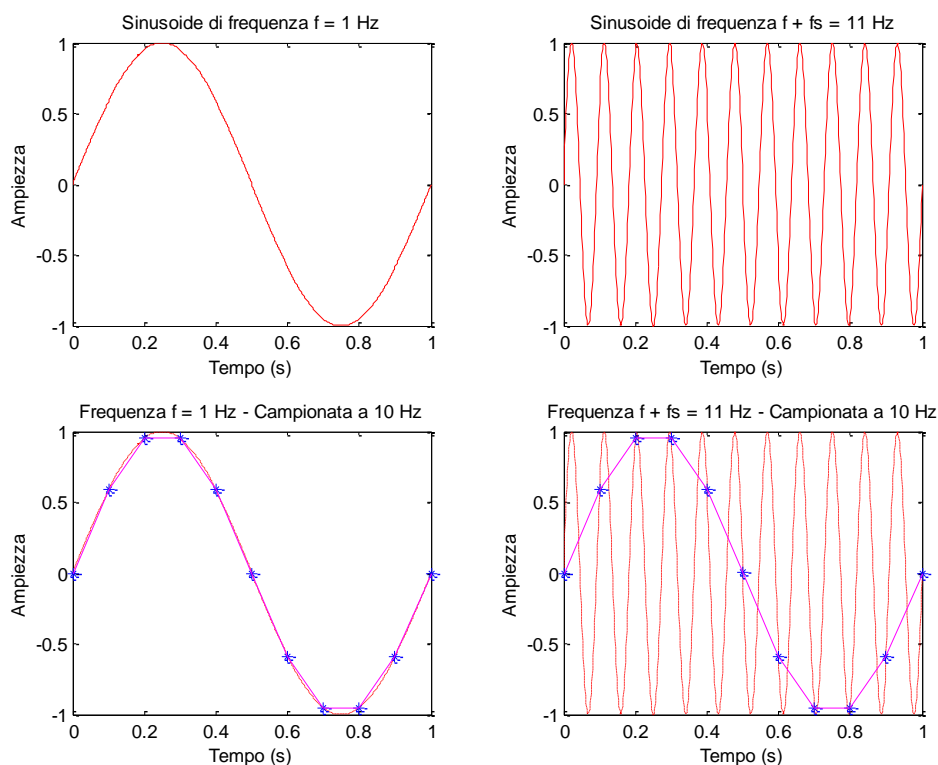 Sinusoide di frequenza f = 1 Hz
1
0.5
0
-0.5
-1
0 0.2 0.4 0.6 0.8 1
Ampiezza
Tempo (s)
Sinusoide di frequenza f + fs = 11 Hz
1
0.5
0
-0.5
-1
0 0.2 0.4 0.6 0.8 1
Ampiezza
Tempo (s)
Frequenza f = 1 Hz - Campionata a 10 Hz
1
0.5
0
-0.5
-1
0 0.2 0.4 0.6 0.8 1
Ampiezza
Tempo (s)
Frequenza f + fs = 11 Hz - Campionata a 10 Hz
1
0.5
0
-0.5
-1
0 0.2 0.4 0.6 0.8 1
Ampiezza
Tempo (s)